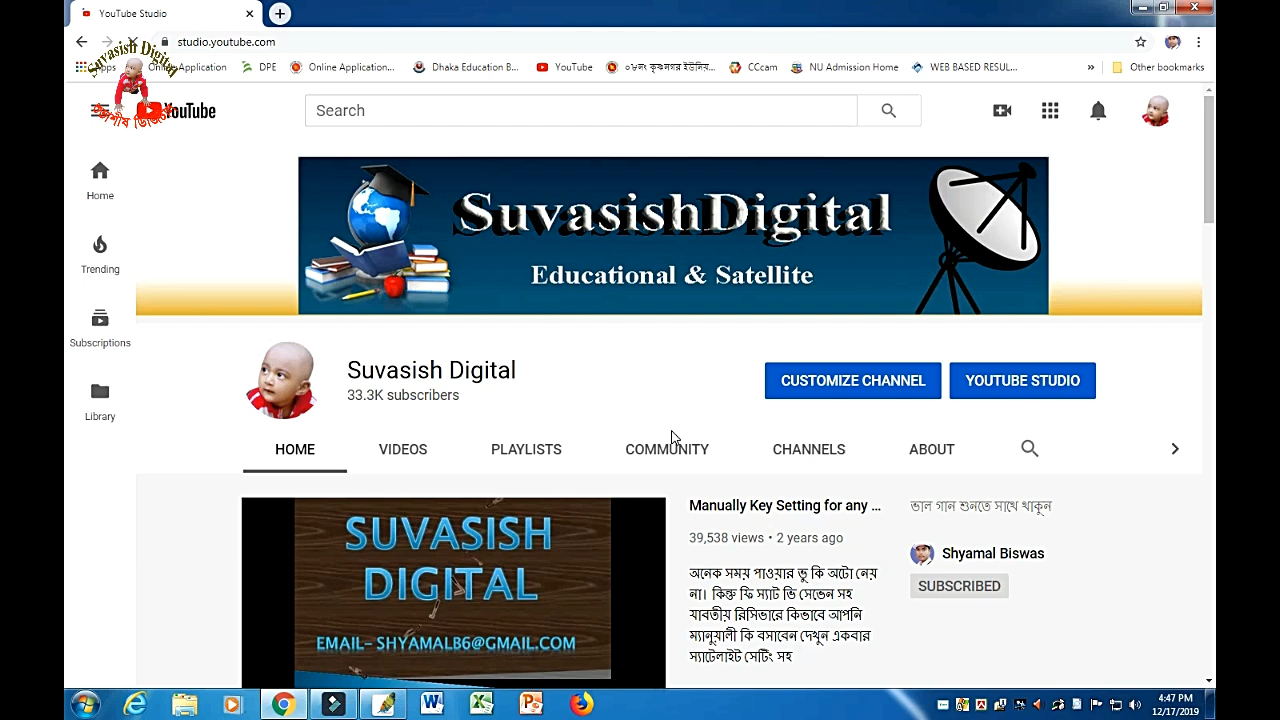 YouTube Studio
studio.youtube.com
Apps
Online Application
DPE
Online Application...
Dhaka Education B...
YouTube
০৮নং কৃষ্ণনগর ইউনিয়...
CCcam
NU Admission Home
WEB BASED RESUL...
Other bookmarks
Suvasish Digital
YouTube
Search
Home
Trending
Subscriptions
Library
SuvasishDigital
Educational & Satellite
Suvasish Digital
33.3K subscribers
CUSTOMIZE CHANNEL
YOUTUBE STUDIO
HOME
VIDEOS
PLAYLISTS
COMMUNITY
CHANNELS
ABOUT
SUVASISH
DIGITAL
EMAIL- SHYAMALB6@GMAIL.COM
Manually Key Setting for any ...
39,538 views • 2 years ago
অনেক সময় পাওয়ার ভু কি অটো নেয়
না। কিন্তু ফি স্যাট ভি সেভেন সহ
যাবতীয় রিসিভারে কিভাবে আপনি
ম্যানুয়ালী কি বসাবেন দেখুন একবার
স্যাটেলাইট সেটিং সহ
ভাল গান শুনতে সাথে থাকুন
Shyamal Biswas
SUBSCRIBED
4:47 PM
12/17/2019